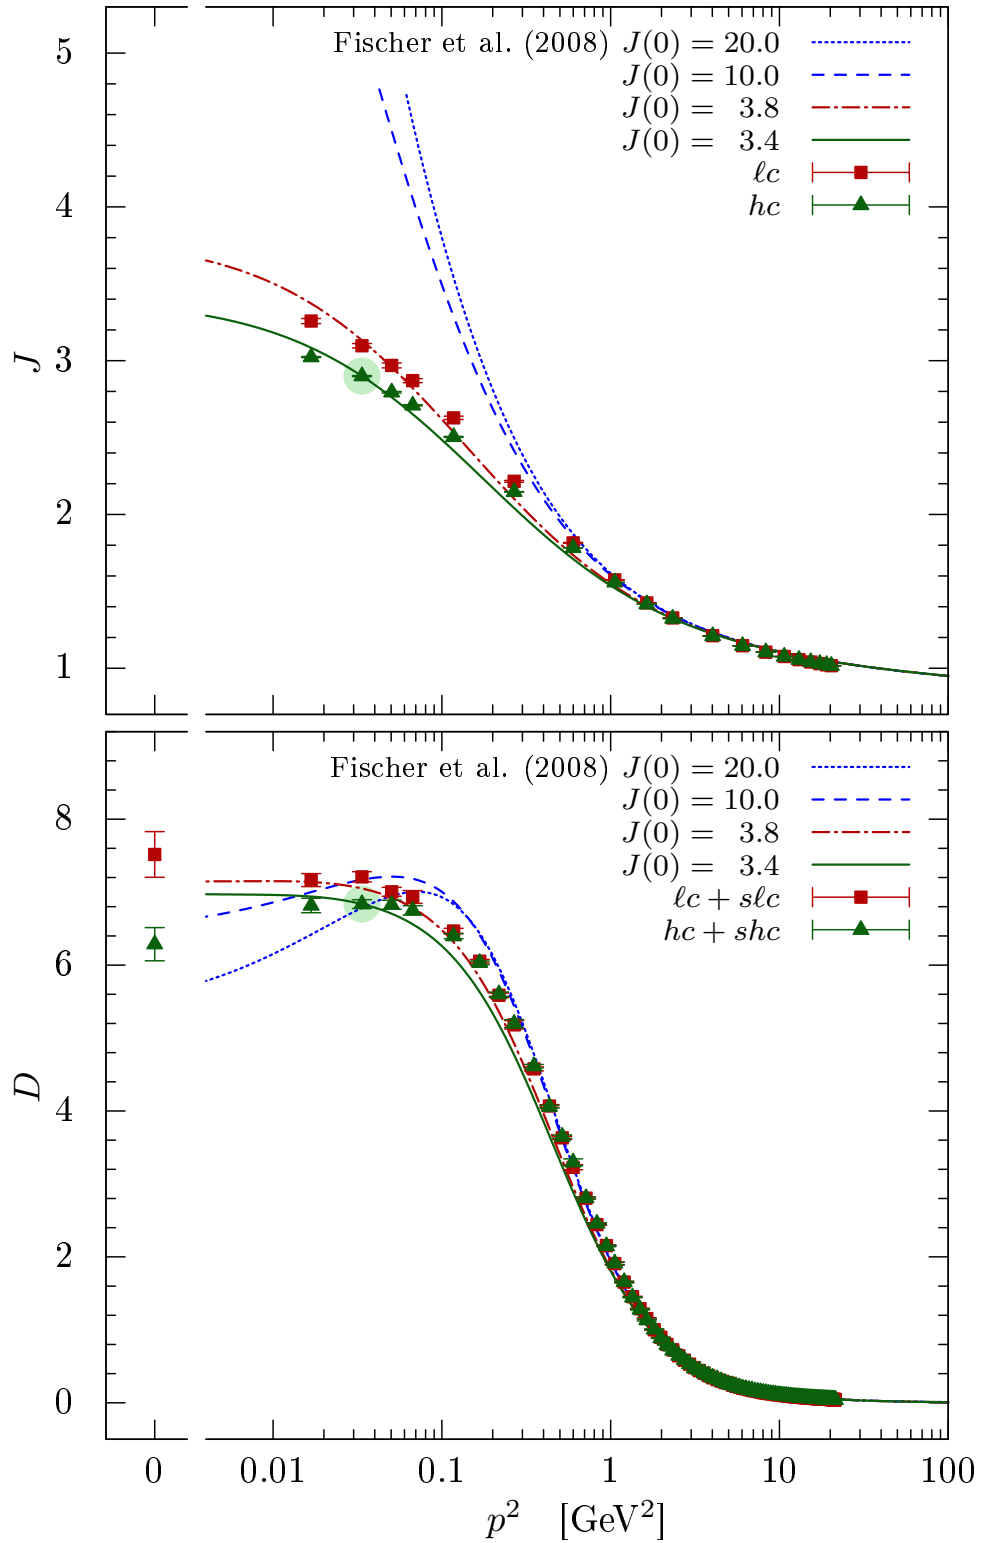 5
Fischer et al. (2008) J(0) = 20.0
J(0) = 10.0
J(0) = 3.8
J(0) = 3.4
ℓc
4
hc
J
3
2
1
Fischer et al. (2008) J(0) = 20.0
J(0) = 10.0
8
J(0) = 3.8
J(0) = 3.4
ℓc + sℓc
hc + shc
6
D
4
2
0
0 0.01 0.1 1 10 100
p² [GeV²]